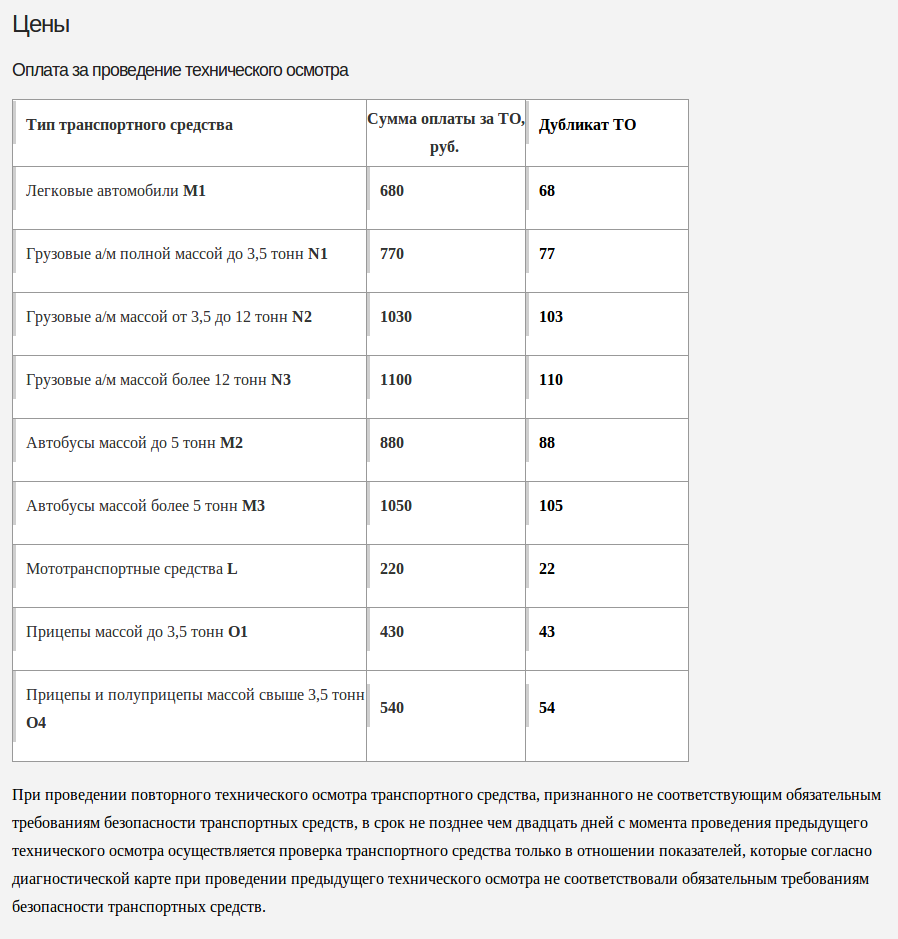 Цены
Оплата за проведение технического осмотра
Тип транспортного средства
Сумма оплаты за ТО,
руб.
Дубликат ТО
Легковые автомобили М1 680 68
Грузовые а/м полной массой до 3,5 тонн N1 770 77
Грузовые а/м массой от 3,5 до 12 тонн N2 1030 103
Грузовые а/м массой более 12 тонн N3 1100 110
Автобусы массой до 5 тонн М2 880 88
Автобусы массой более 5 тонн М3 1050 105
Мототранспортные средства L 220 22
Прицепы массой до 3,5 тонн О1 430 43
Прицепы и полуприцепы массой свыше 3,5 тонн
О4 540 54
При проведении повторного технического осмотра транспортного средства, признанного не соответствующим обязательным
требованиям безопасности транспортных средств, в срок не позднее чем двадцать дней с момента проведения предыдущего
технического осмотра осуществляется проверка транспортного средства только в отношении показателей, которые согласно
диагностической карте при проведении предыдущего технического осмотра не соответствовали обязательным требованиям
безопасности транспортных средств.